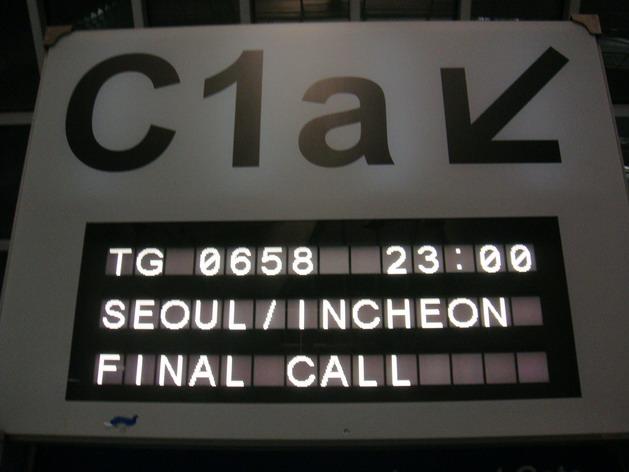 C1a
TG 0658 23:00
SEOUL/INCHEON
FINAL CALL